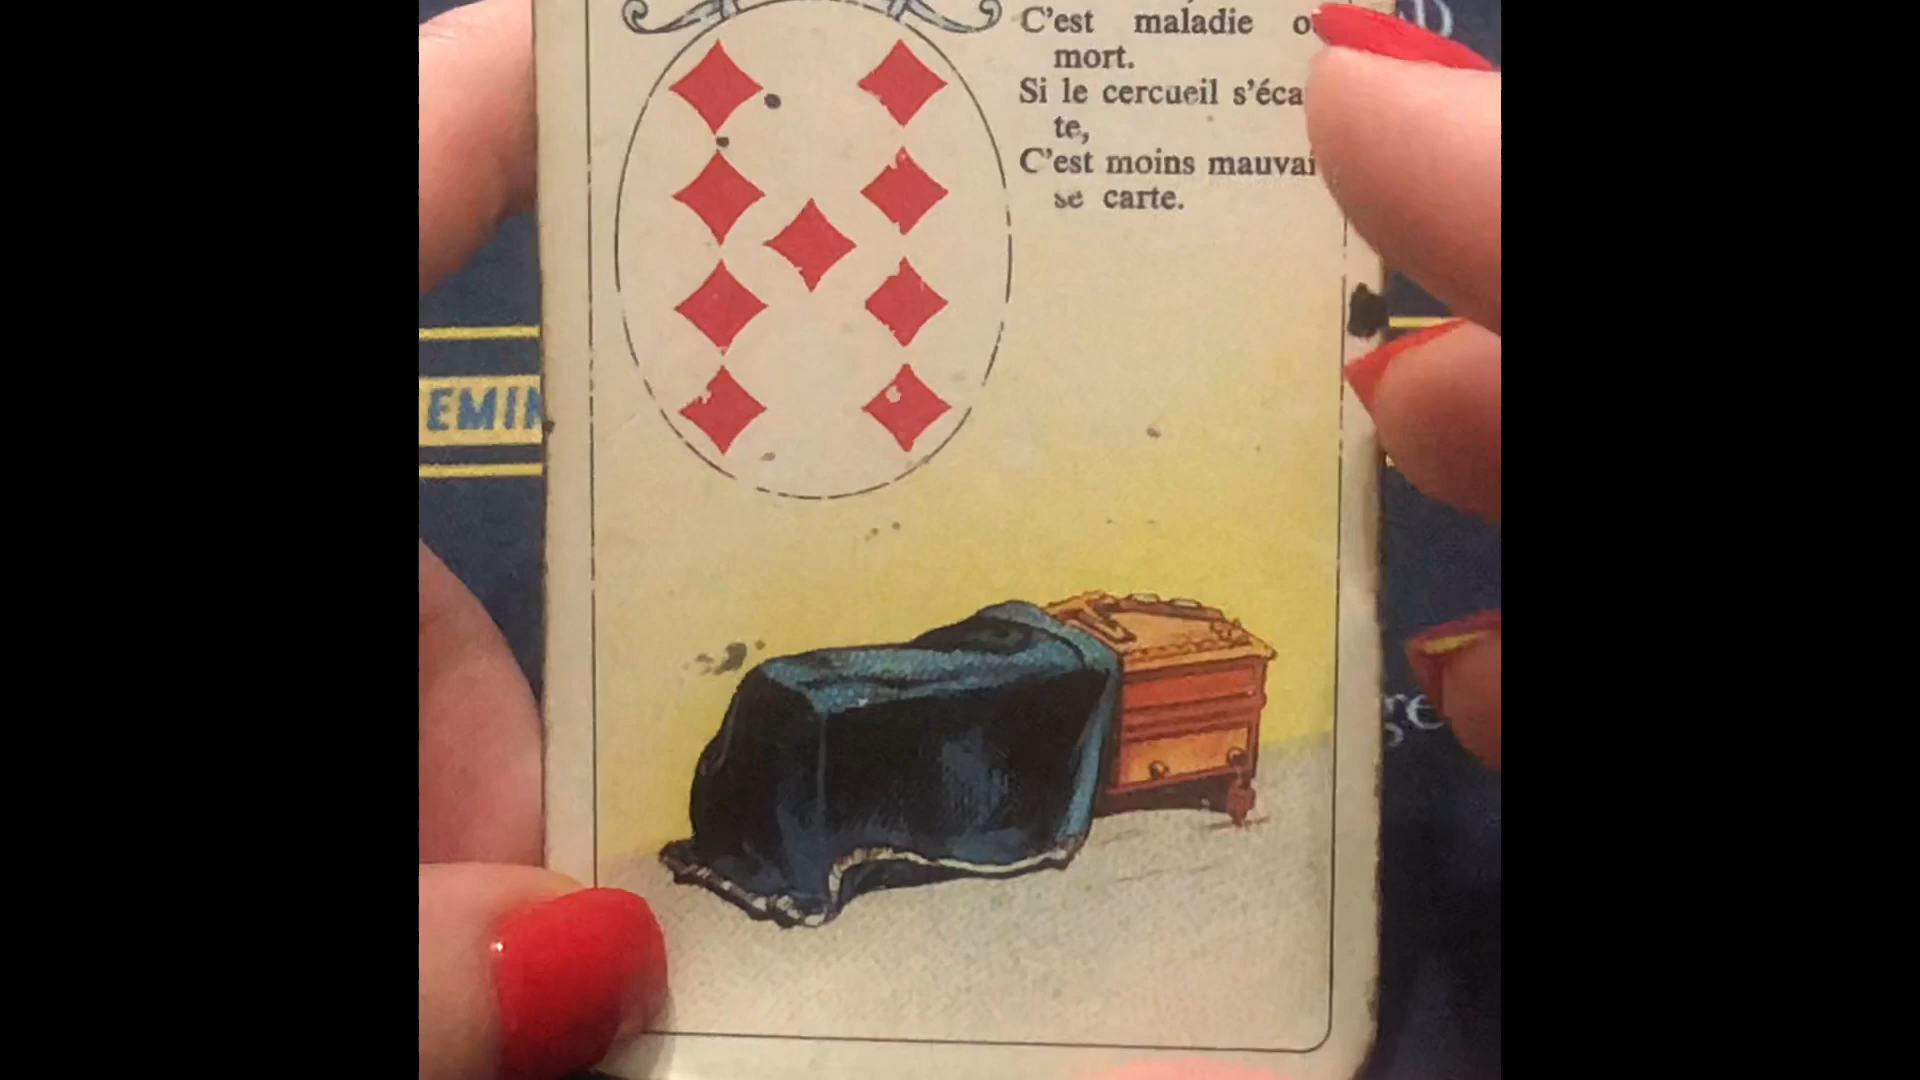 C'est maladie
mort.
Si le cercueil s'éca
te,
C'est moins mauvai
se carte.
EMIN